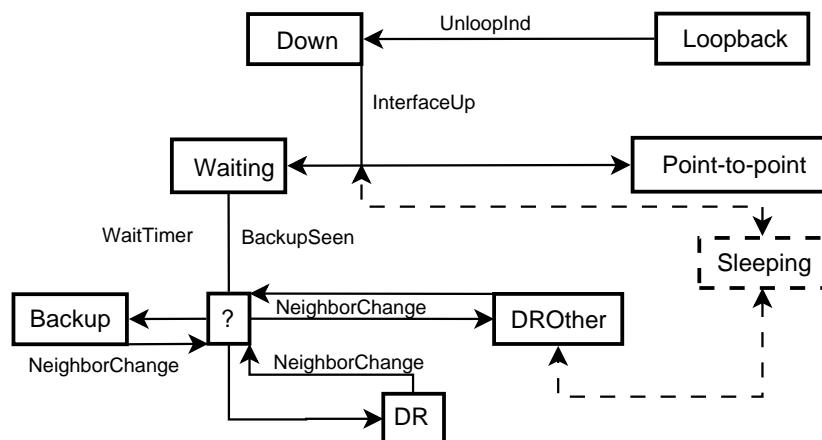 UnloopInd
Down
Loopback
InterfaceUp
Waiting
Point-to-point
WaitTimer
BackupSeen
Sleeping
Backup
?
NeighborChange
DROther
NeighborChange
NeighborChange
DR